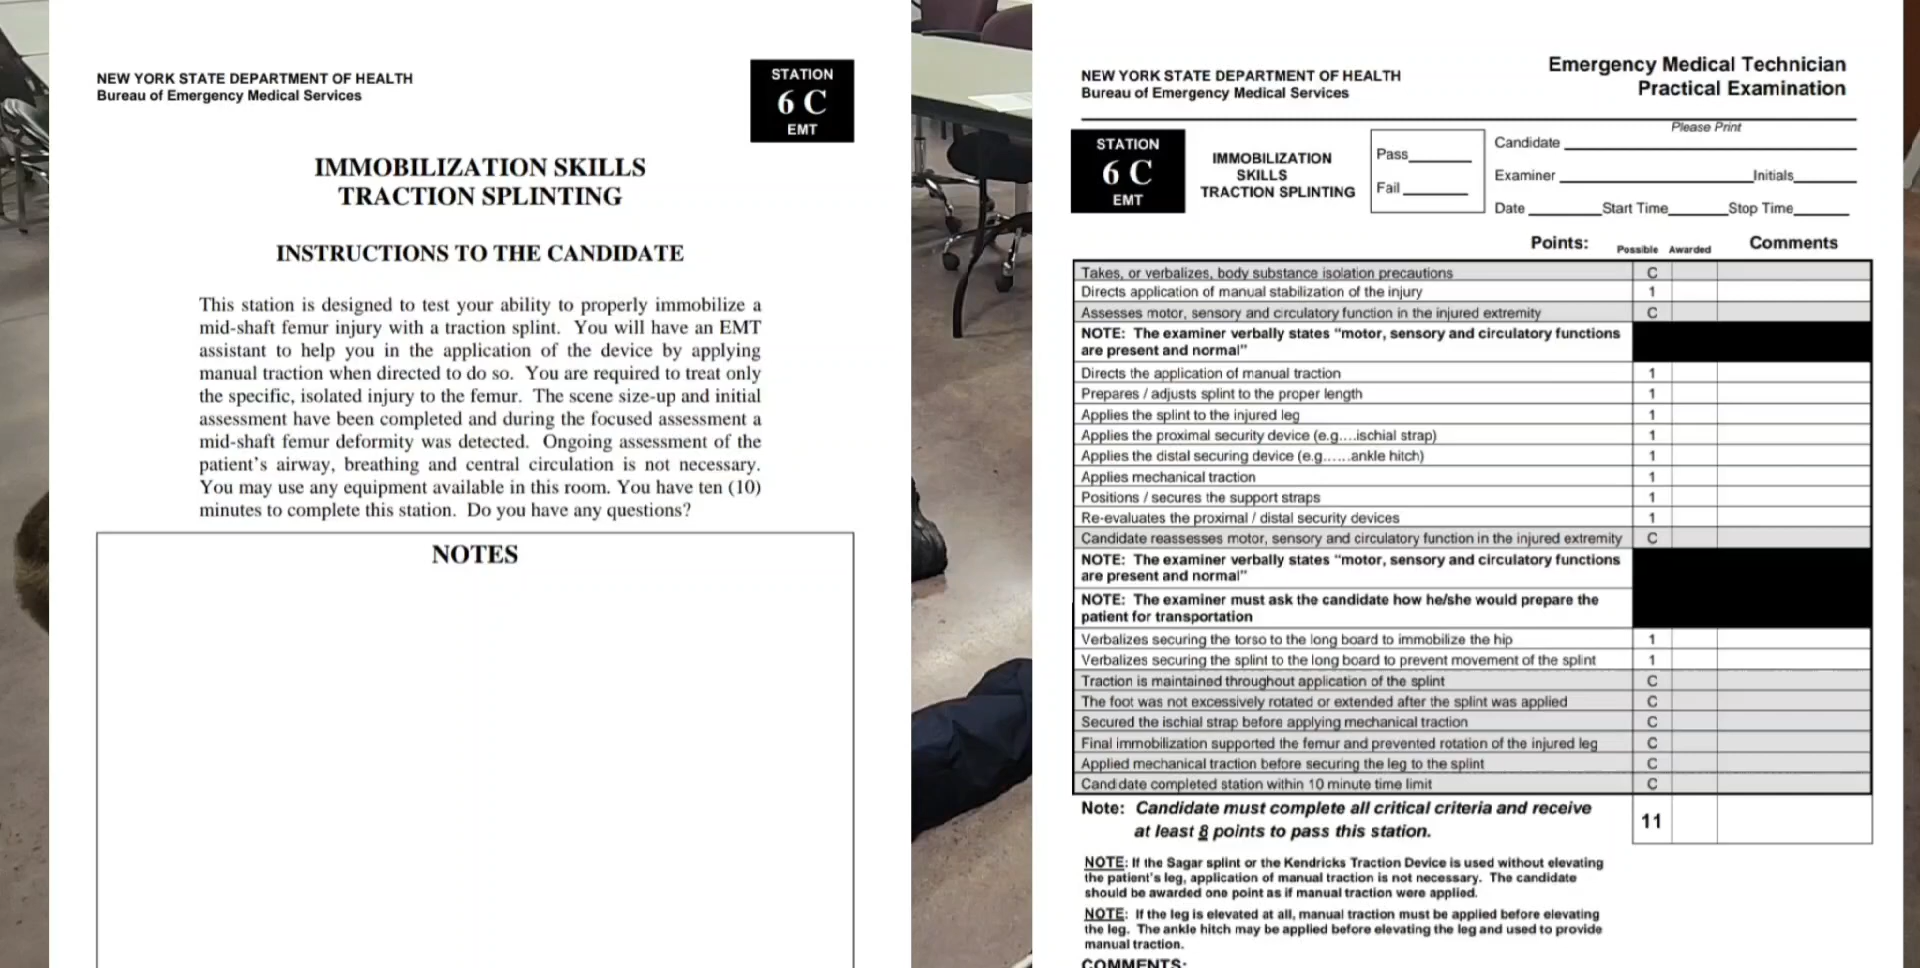 NEW YORK STATE DEPARTMENT OF HEALTH
Bureau of Emergency Medical Services
STATION
6 C
EMT
IMMOBILIZATION SKILLS
TRACTION SPLINTING
INSTRUCTIONS TO THE CANDIDATE
This station is designed to test your ability to properly immobilize a
mid-shaft femur injury with a traction splint. You will have an EMT
assistant to help you in the application of the device by applying
manual traction when directed to do so. You are required to treat only
the specific, isolated injury to the femur. The scene size-up and initial
assessment have been completed and during the focused assessment a
mid-shaft femur deformity was detected. Ongoing assessment of the
patient's airway, breathing and central circulation is not necessary.
You may use any equipment available in this room. You have ten (10)
minutes to complete this station. Do you have any questions?
NOTES
NEW YORK STATE DEPARTMENT OF HEALTH
Bureau of Emergency Medical Services
Emergency Medical Technician
Practical Examination
STATION
6 C
EMT
IMMOBILIZATION
SKILLS
TRACTION SPLINTING
Pass______
Fail ______
Please Print
Candidate ______
Examiner ______Initials______
Date ______Start Time______Stop Time______
Points: Possible Awarded Comments
Takes, or verbalizes, body substance isolation precautions C
Directs application of manual stabilization of the injury 1
Assesses motor, sensory and circulatory function in the injured extremity C
NOTE: The examiner verbally states "motor, sensory and circulatory functions
are present and normal"
Directs the application of manual traction 1
Prepares / adjusts splint to the proper length 1
Applies the splint to the injured leg 1
Applies the proximal security device (e.g....ischial strap) 1
Applies the distal securing device (e.g......ankle hitch) 1
Applies mechanical traction 1
Positions / secures the support straps 1
Re-evaluates the proximal / distal security devices 1
Candidate reassesses motor, sensory and circulatory function in the injured extremity C
NOTE: The examiner verbally states "motor, sensory and circulatory functions
are present and normal"
NOTE: The examiner must ask the candidate how he/she would prepare the
patient for transportation
Verbalizes securing the torso to the long board to immobilize the hip 1
Verbalizes securing the splint to the long board to prevent movement of the splint 1
Traction is maintained throughout application of the splint C
The foot was not excessively rotated or extended after the splint was applied C
Secured the ischial strap before applying mechanical traction C
Final immobilization supported the femur and prevented rotation of the injured leg C
Applied mechanical traction before securing the leg to the splint C
Candidate completed station within 10 minute time limit C
Note: Candidate must complete all critical criteria and receive
at least 8 points to pass this station.
11
NOTE: If the Sagar splint or the Kendricks Traction Device is used without elevating
the patient's leg, application of manual traction is not necessary. The candidate
should be awarded one point as if manual traction were applied.
NOTE: If the leg is elevated at all, manual traction must be applied before elevating
the leg. The ankle hitch may be applied before elevating the leg and used to provide
manual traction.
COMMENTS: